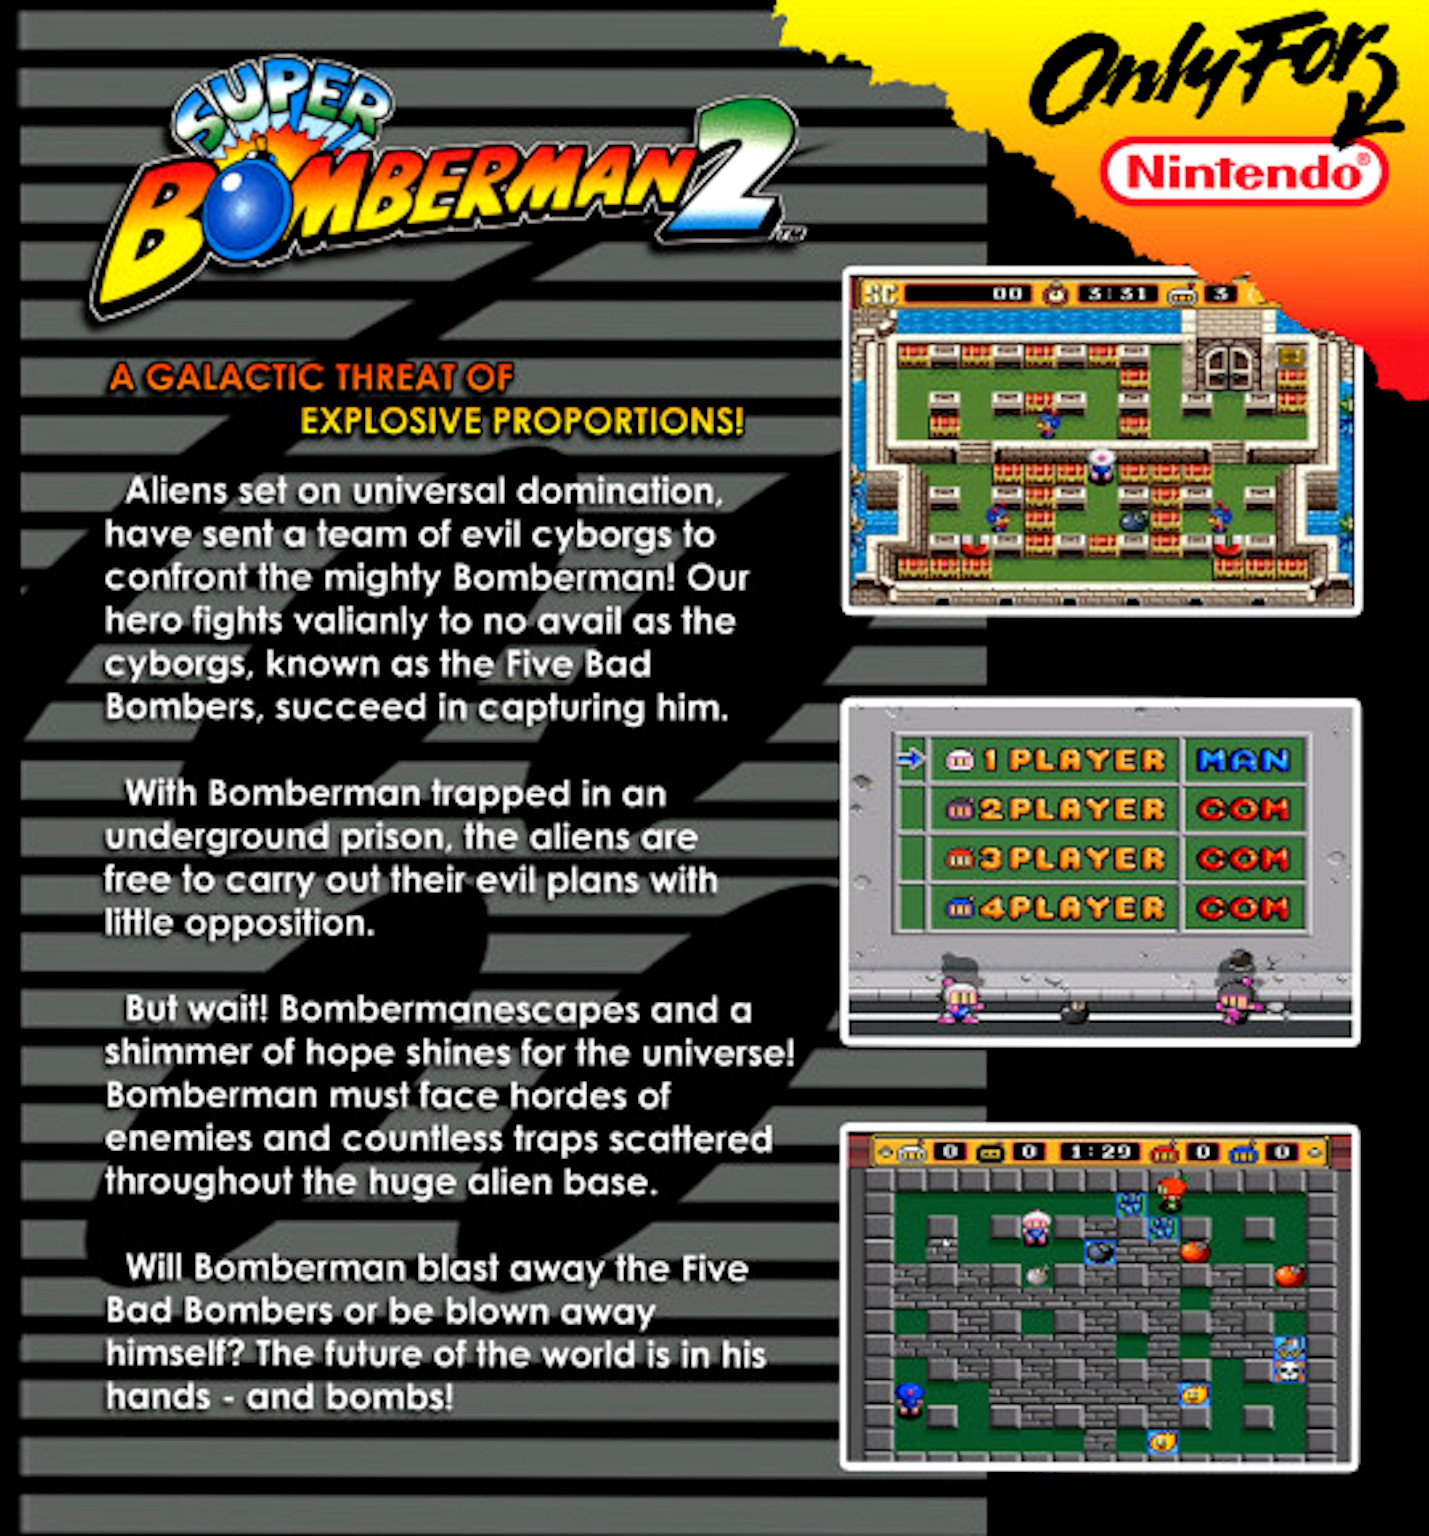 SUPER
BOMBERMAN 2 TM
Only For
Nintendo®
A GALACTIC THREAT OF
EXPLOSIVE PROPORTIONS!
Aliens set on universal domination,
have sent a team of evil cyborgs to
confront the mighty Bomberman! Our
hero fights valianly to no avail as the
cyborgs, known as the Five Bad
Bombers, succeed in capturing him.
With Bomberman trapped in an
underground prison, the aliens are
free to carry out their evil plans with
little opposition.
But wait! Bombermanescapes and a
shimmer of hope shines for the universe!
Bomberman must face hordes of
enemies and countless traps scattered
throughout the huge alien base.
Will Bomberman blast away the Five
Bad Bombers or be blown away
himself? The future of the world is in his
hands - and bombs!
SC 00 3:31 3
1 PLAYER MAN
2 PLAYER COM
3 PLAYER COM
4 PLAYER COM
0 0 1:29 0 0